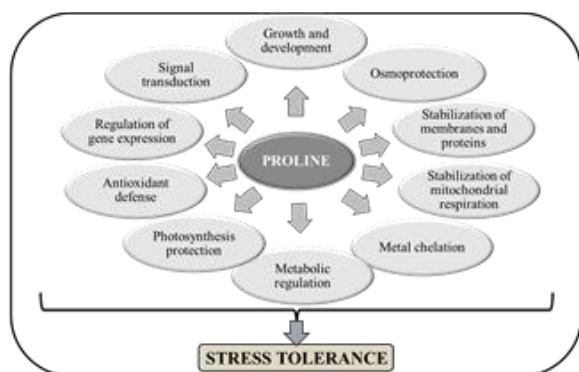 Growth and
development
Signal
transduction
Osmoprotection
Regulation of
gene expression
Stabilization of
membranes and
proteins
PROLINE
Antioxidant
defense
Stabilization of
mitochondrial
respiration
Photosynthesis
protection
Metal chelation
Metabolic
regulation
STRESS TOLERANCE